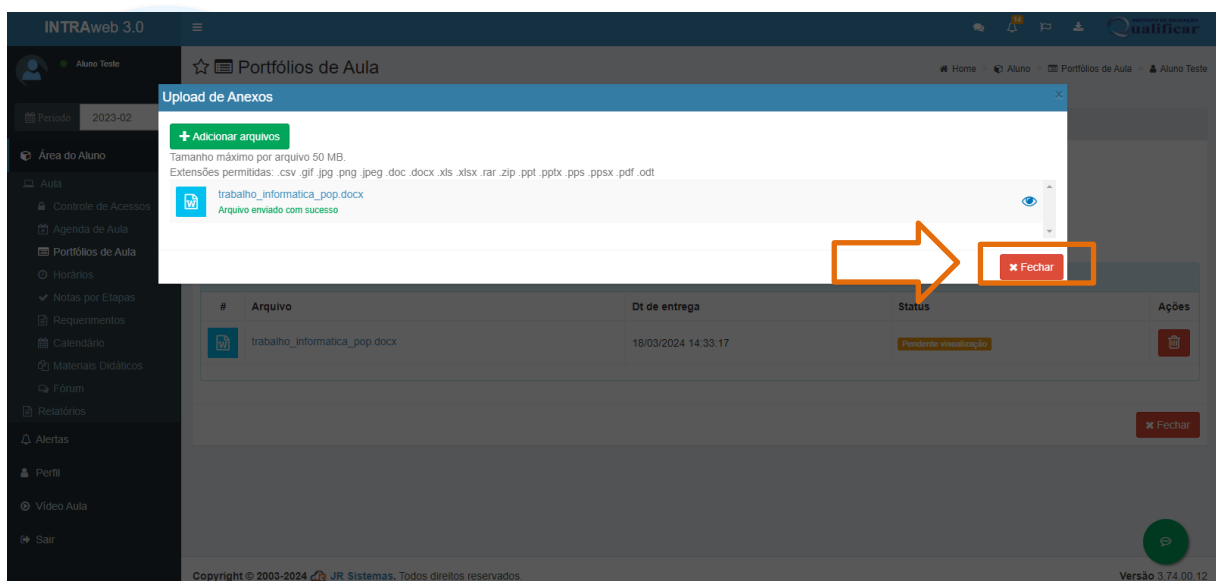 INTRAweb 3.0
14
INSTITUTO DE EDUCAÇÃO
Qualificar
Aluno Teste
Portfólios de Aula
Home Aluno Portfólios de Aula Aluno Teste
Período 2023-02
Upload de Anexos ×
Adicionar arquivos
Tamanho máximo por arquivo 50 MB.
Extensões permitidas: .csv .gif .jpg .png .jpeg .doc .docx .xls .xlsx .rar .zip .ppt .pptx .pps .ppsx .pdf .odt
trabalho_informatica_pop.docx
Arquivo enviado com sucesso
Fechar
Área do Aluno
Aula
Controle de Acessos
Agenda de Aula
Portfólios de Aula
Horários
Notas por Etapas
Requerimentos
Calendário
Materiais Didáticos
Fórum
Relatórios
Alertas
Perfil
Vídeo Aula
Sair
# Arquivo Dt de entrega Status Ações
trabalho_informatica_pop.docx 18/03/2024 14:33:17 Pendente visualização
Fechar
Copyright © 2003-2024 JR Sistemas. Todos direitos reservados.
Versão 3.74.00.12